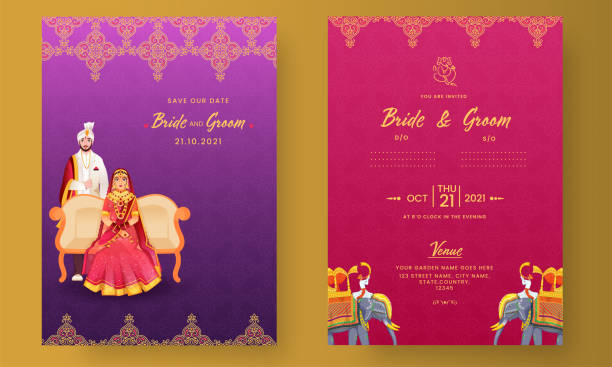 SAVE OUR DATE
Bride AND Groom
21.10.2021
YOU ARE INVITED
Bride & Groom
D/O S/O
OCT THU 21 2021
AT 8'O CLOCK IN THE EVENING
Venue
YOUR GARDEN NAME GOES HERE
123 STREET NAME, CITY NAME,
STATE,COUNTRY.
12345